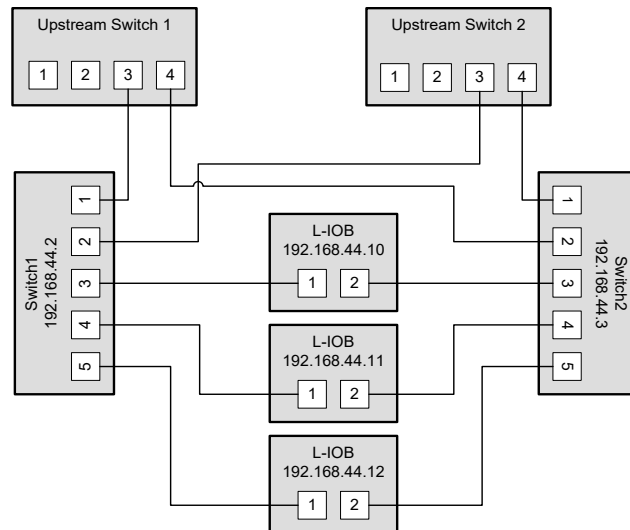 Upstream Switch 1
1 2 3 4
Upstream Switch 2
1 2 3 4
Switch1
192.168.44.2
1
2
3
4
5
L-IOB
192.168.44.10
1 2
L-IOB
192.168.44.11
1 2
L-IOB
192.168.44.12
1 2
Switch2
192.168.44.3
1
2
3
4
5